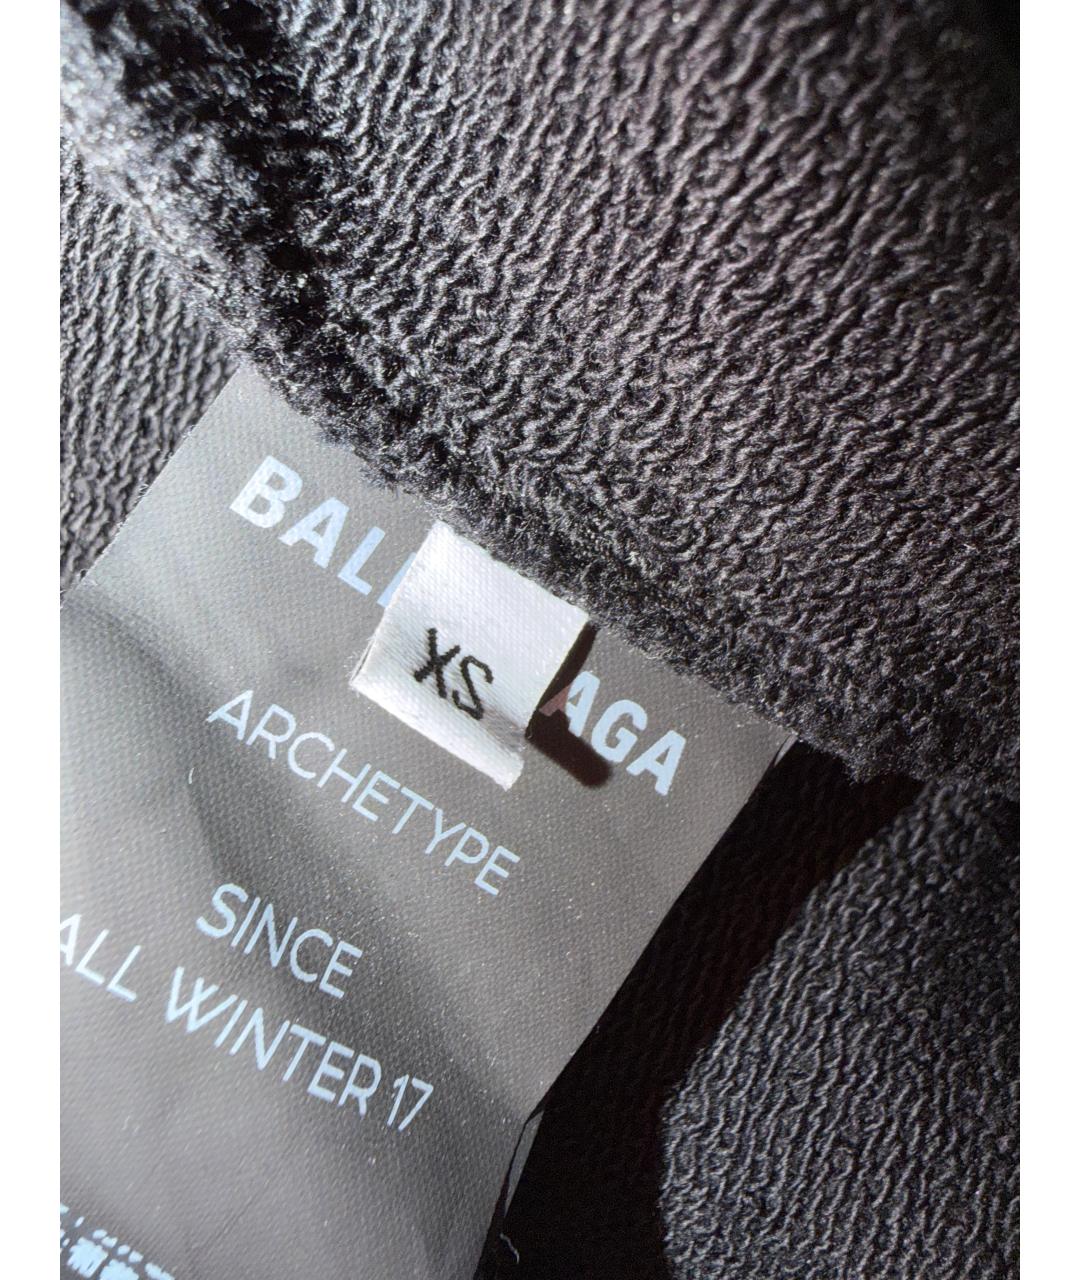 BAL AGA
XS
ARCHETYPE
SINCE
ALL WINTER 17